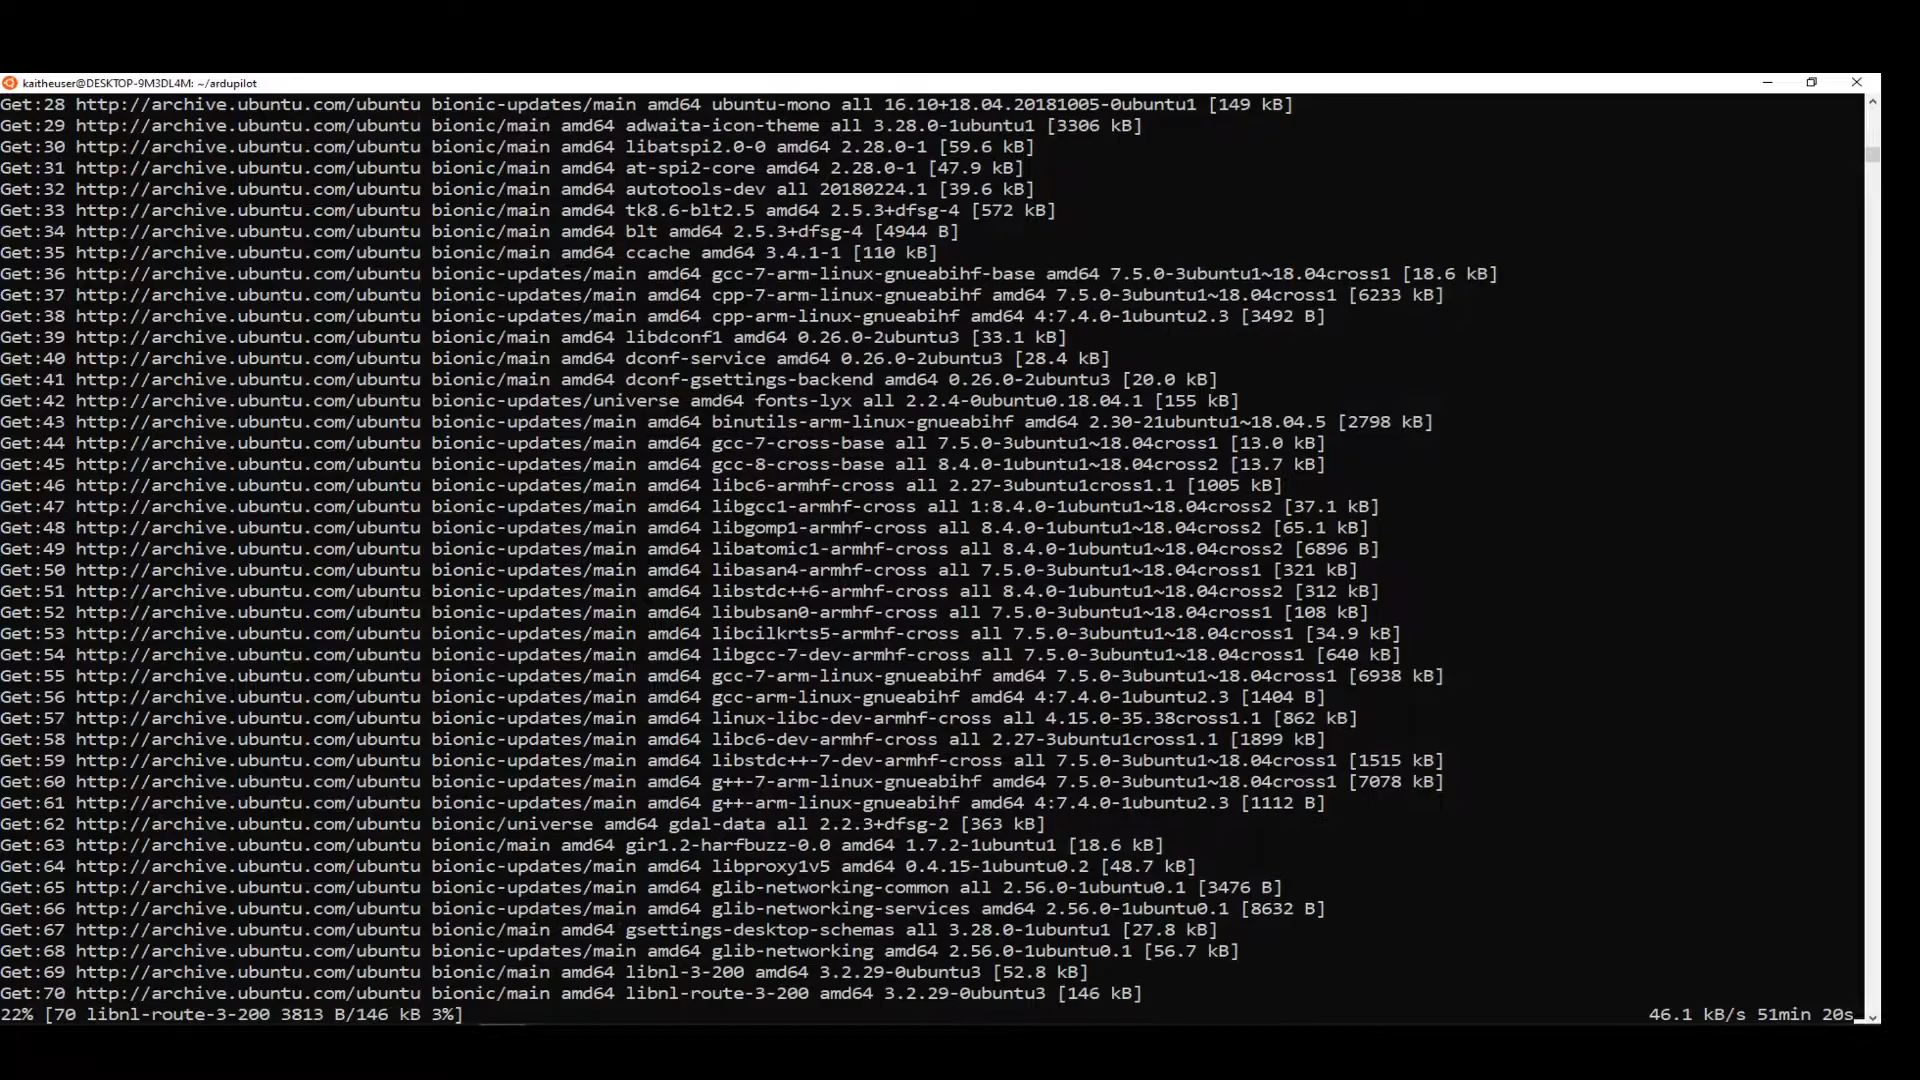 kaitheuser@DESKTOP-9M3DL4M: ~/ardupilot
Get:28 http://archive.ubuntu.com/ubuntu bionic-updates/main amd64 ubuntu-mono all 16.10+18.04.20181005-0ubuntu1 [149 kB]
Get:29 http://archive.ubuntu.com/ubuntu bionic/main amd64 adwaita-icon-theme all 3.28.0-1ubuntu1 [3306 kB]
Get:30 http://archive.ubuntu.com/ubuntu bionic/main amd64 libatspi2.0-0 amd64 2.28.0-1 [59.6 kB]
Get:31 http://archive.ubuntu.com/ubuntu bionic/main amd64 at-spi2-core amd64 2.28.0-1 [47.9 kB]
Get:32 http://archive.ubuntu.com/ubuntu bionic/main amd64 autotools-dev all 20180224.1 [39.6 kB]
Get:33 http://archive.ubuntu.com/ubuntu bionic/main amd64 tk8.6-blt2.5 amd64 2.5.3+dfsg-4 [572 kB]
Get:34 http://archive.ubuntu.com/ubuntu bionic/main amd64 blt amd64 2.5.3+dfsg-4 [4944 B]
Get:35 http://archive.ubuntu.com/ubuntu bionic/main amd64 ccache amd64 3.4.1-1 [110 kB]
Get:36 http://archive.ubuntu.com/ubuntu bionic-updates/main amd64 gcc-7-arm-linux-gnueabihf-base amd64 7.5.0-3ubuntu1~18.04cross1 [18.6 kB]
Get:37 http://archive.ubuntu.com/ubuntu bionic-updates/main amd64 cpp-7-arm-linux-gnueabihf amd64 7.5.0-3ubuntu1~18.04cross1 [6233 kB]
Get:38 http://archive.ubuntu.com/ubuntu bionic-updates/main amd64 cpp-arm-linux-gnueabihf amd64 4:7.4.0-1ubuntu2.3 [3492 B]
Get:39 http://archive.ubuntu.com/ubuntu bionic/main amd64 libdconf1 amd64 0.26.0-2ubuntu3 [33.1 kB]
Get:40 http://archive.ubuntu.com/ubuntu bionic/main amd64 dconf-service amd64 0.26.0-2ubuntu3 [28.4 kB]
Get:41 http://archive.ubuntu.com/ubuntu bionic/main amd64 dconf-gsettings-backend amd64 0.26.0-2ubuntu3 [20.0 kB]
Get:42 http://archive.ubuntu.com/ubuntu bionic-updates/universe amd64 fonts-lyx all 2.2.4-0ubuntu0.18.04.1 [155 kB]
Get:43 http://archive.ubuntu.com/ubuntu bionic-updates/main amd64 binutils-arm-linux-gnueabihf amd64 2.30-21ubuntu1~18.04.5 [2798 kB]
Get:44 http://archive.ubuntu.com/ubuntu bionic-updates/main amd64 gcc-7-cross-base all 7.5.0-3ubuntu1~18.04cross1 [13.0 kB]
Get:45 http://archive.ubuntu.com/ubuntu bionic-updates/main amd64 gcc-8-cross-base all 8.4.0-1ubuntu1~18.04cross2 [13.7 kB]
Get:46 http://archive.ubuntu.com/ubuntu bionic-updates/main amd64 libc6-armhf-cross all 2.27-3ubuntu1cross1.1 [1005 kB]
Get:47 http://archive.ubuntu.com/ubuntu bionic-updates/main amd64 libgcc1-armhf-cross all 1:8.4.0-1ubuntu1~18.04cross2 [37.1 kB]
Get:48 http://archive.ubuntu.com/ubuntu bionic-updates/main amd64 libgomp1-armhf-cross all 8.4.0-1ubuntu1~18.04cross2 [65.1 kB]
Get:49 http://archive.ubuntu.com/ubuntu bionic-updates/main amd64 libatomic1-armhf-cross all 8.4.0-1ubuntu1~18.04cross2 [6896 B]
Get:50 http://archive.ubuntu.com/ubuntu bionic-updates/main amd64 libasan4-armhf-cross all 7.5.0-3ubuntu1~18.04cross1 [321 kB]
Get:51 http://archive.ubuntu.com/ubuntu bionic-updates/main amd64 libstdc++6-armhf-cross all 8.4.0-1ubuntu1~18.04cross2 [312 kB]
Get:52 http://archive.ubuntu.com/ubuntu bionic-updates/main amd64 libubsan0-armhf-cross all 7.5.0-3ubuntu1~18.04cross1 [108 kB]
Get:53 http://archive.ubuntu.com/ubuntu bionic-updates/main amd64 libcilkrts5-armhf-cross all 7.5.0-3ubuntu1~18.04cross1 [34.9 kB]
Get:54 http://archive.ubuntu.com/ubuntu bionic-updates/main amd64 libgcc-7-dev-armhf-cross all 7.5.0-3ubuntu1~18.04cross1 [640 kB]
Get:55 http://archive.ubuntu.com/ubuntu bionic-updates/main amd64 gcc-7-arm-linux-gnueabihf amd64 7.5.0-3ubuntu1~18.04cross1 [6938 kB]
Get:56 http://archive.ubuntu.com/ubuntu bionic-updates/main amd64 gcc-arm-linux-gnueabihf amd64 4:7.4.0-1ubuntu2.3 [1404 B]
Get:57 http://archive.ubuntu.com/ubuntu bionic-updates/main amd64 linux-libc-dev-armhf-cross all 4.15.0-35.38cross1.1 [862 kB]
Get:58 http://archive.ubuntu.com/ubuntu bionic-updates/main amd64 libc6-dev-armhf-cross all 2.27-3ubuntu1cross1.1 [1899 kB]
Get:59 http://archive.ubuntu.com/ubuntu bionic-updates/main amd64 libstdc++-7-dev-armhf-cross all 7.5.0-3ubuntu1~18.04cross1 [1515 kB]
Get:60 http://archive.ubuntu.com/ubuntu bionic-updates/main amd64 g++-7-arm-linux-gnueabihf amd64 7.5.0-3ubuntu1~18.04cross1 [7078 kB]
Get:61 http://archive.ubuntu.com/ubuntu bionic-updates/main amd64 g++-arm-linux-gnueabihf amd64 4:7.4.0-1ubuntu2.3 [1112 B]
Get:62 http://archive.ubuntu.com/ubuntu bionic/universe amd64 gdal-data all 2.2.3+dfsg-2 [363 kB]
Get:63 http://archive.ubuntu.com/ubuntu bionic/main amd64 gir1.2-harfbuzz-0.0 amd64 1.7.2-1ubuntu1 [18.6 kB]
Get:64 http://archive.ubuntu.com/ubuntu bionic-updates/main amd64 libproxy1v5 amd64 0.4.15-1ubuntu0.2 [48.7 kB]
Get:65 http://archive.ubuntu.com/ubuntu bionic-updates/main amd64 glib-networking-common all 2.56.0-1ubuntu0.1 [3476 B]
Get:66 http://archive.ubuntu.com/ubuntu bionic-updates/main amd64 glib-networking-services amd64 2.56.0-1ubuntu0.1 [8632 B]
Get:67 http://archive.ubuntu.com/ubuntu bionic/main amd64 gsettings-desktop-schemas all 3.28.0-1ubuntu1 [27.8 kB]
Get:68 http://archive.ubuntu.com/ubuntu bionic-updates/main amd64 glib-networking amd64 2.56.0-1ubuntu0.1 [56.7 kB]
Get:69 http://archive.ubuntu.com/ubuntu bionic/main amd64 libnl-3-200 amd64 3.2.29-0ubuntu3 [52.8 kB]
Get:70 http://archive.ubuntu.com/ubuntu bionic/main amd64 libnl-route-3-200 amd64 3.2.29-0ubuntu3 [146 kB]
22% [70 libnl-route-3-200 3813 B/146 kB 3%] 46.1 kB/s 51min 20s